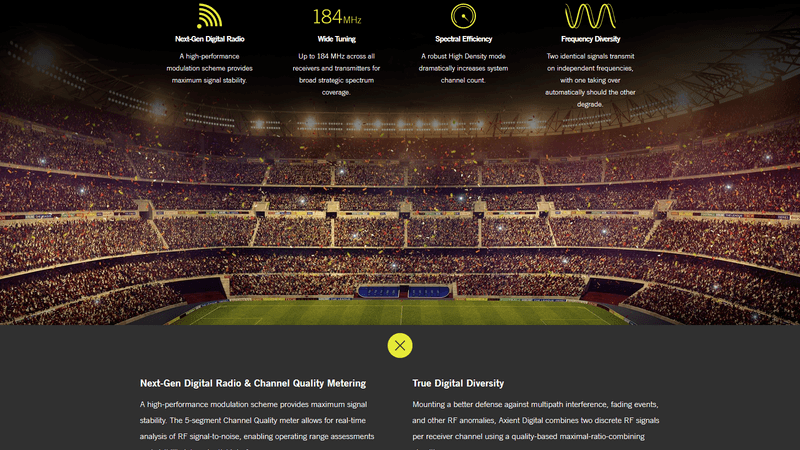 184MHz
Next-Gen Digital Radio
A high-performance
modulation scheme provides
maximum signal stability.
Wide Tuning
Up to 184 MHz across all
receivers and transmitters for
broad strategic spectrum
coverage.
Spectral Efficiency
A robust High Density mode
dramatically increases system
channel count.
Frequency Diversity
Two identical signals transmit
on independent frequencies,
with one taking over
automatically should the other
degrade.
Next-Gen Digital Radio & Channel Quality Metering
A high-performance modulation scheme provides maximum signal
stability. The 5-segment Channel Quality meter allows for real-time
analysis of RF signal-to-noise, enabling operating range assessments
True Digital Diversity
Mounting a better defense against multipath interference, fading events,
and other RF anomalies, Axient Digital combines two discrete RF signals
per receiver channel using a quality-based maximal-ratio-combining